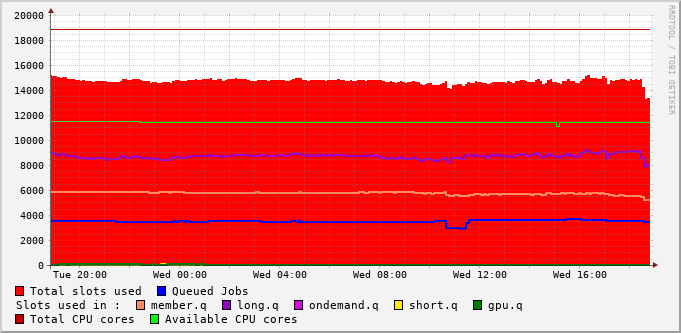 20000
18000
16000
14000
12000
10000
8000
6000
4000
2000
0
Tue 20:00 Wed 00:00 Wed 04:00 Wed 08:00 Wed 12:00 Wed 16:00
Total slots used Queued Jobs
Slots used in : member.q long.q ondemand.q short.q gpu.q
Total CPU cores Available CPU cores
RRDTOOL / TOBI OETIKER